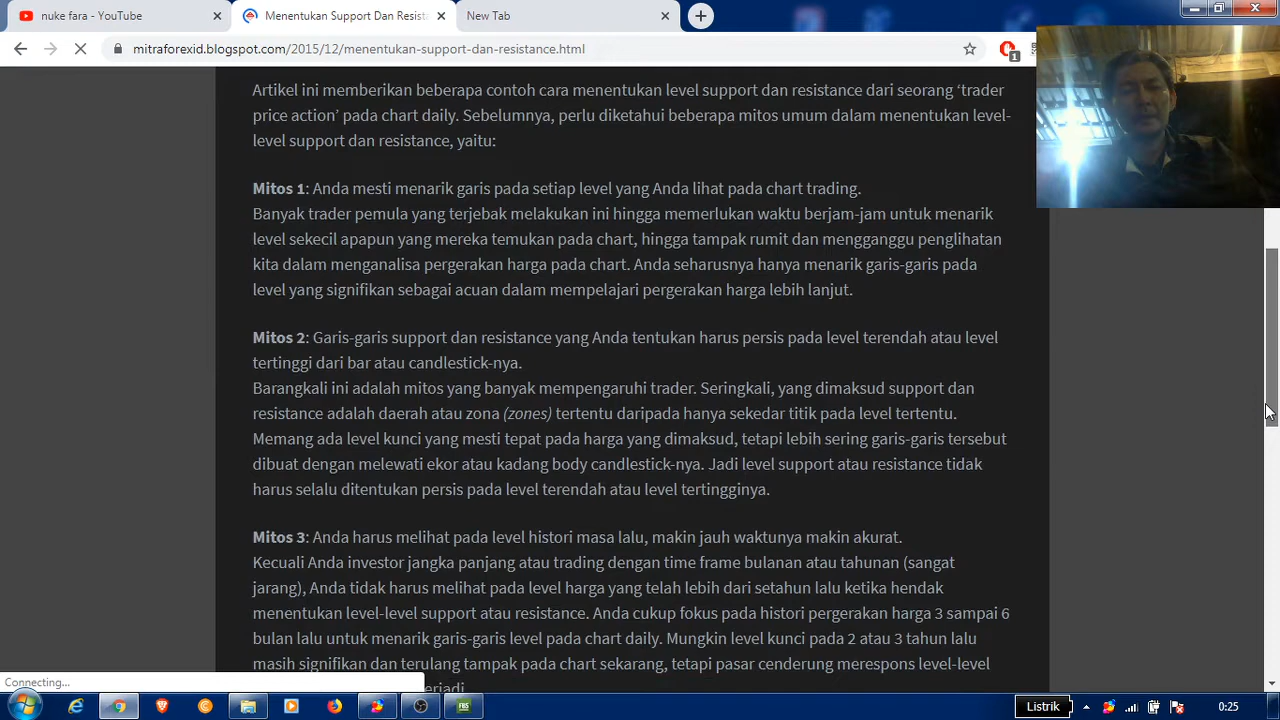 nuke fara - YouTube
Menentukan Support Dan Resista
New Tab
mitraforexid.blogspot.com/2015/12/menentukan-support-dan-resistance.html
1
Artikel ini memberikan beberapa contoh cara menentukan level support dan resistance dari seorang ‘trader
price action’ pada chart daily. Sebelumnya, perlu diketahui beberapa mitos umum dalam menentukan level-
level support dan resistance, yaitu:
Mitos 1: Anda mesti menarik garis pada setiap level yang Anda lihat pada chart trading.
Banyak trader pemula yang terjebak melakukan ini hingga memerlukan waktu berjam-jam untuk menarik
level sekecil apapun yang mereka temukan pada chart, hingga tampak rumit dan mengganggu penglihatan
kita dalam menganalisa pergerakan harga pada chart. Anda seharusnya hanya menarik garis-garis pada
level yang signifikan sebagai acuan dalam mempelajari pergerakan harga lebih lanjut.
Mitos 2: Garis-garis support dan resistance yang Anda tentukan harus persis pada level terendah atau level
tertinggi dari bar atau candlestick-nya.
Barangkali ini adalah mitos yang banyak mempengaruhi trader. Seringkali, yang dimaksud support dan
resistance adalah daerah atau zona (zones) tertentu daripada hanya sekedar titik pada level tertentu.
Memang ada level kunci yang mesti tepat pada harga yang dimaksud, tetapi lebih sering garis-garis tersebut
dibuat dengan melewati ekor atau kadang body candlestick-nya. Jadi level support atau resistance tidak
harus selalu ditentukan persis pada level terendah atau level tertingginya.
Mitos 3: Anda harus melihat pada level histori masa lalu, makin jauh waktunya makin akurat.
Kecuali Anda investor jangka panjang atau trading dengan time frame bulanan atau tahunan (sangat
jarang), Anda tidak harus melihat pada level harga yang telah lebih dari setahun lalu ketika hendak
menentukan level-level support atau resistance. Anda cukup fokus pada histori pergerakan harga 3 sampai 6
bulan lalu untuk menarik garis-garis level pada chart daily. Mungkin level kunci pada 2 atau 3 tahun lalu
masih signifikan dan terulang tampak pada chart sekarang, tetapi pasar cenderung merespons level-level
erjadi
Connecting...
FBS
Listrik
0:25